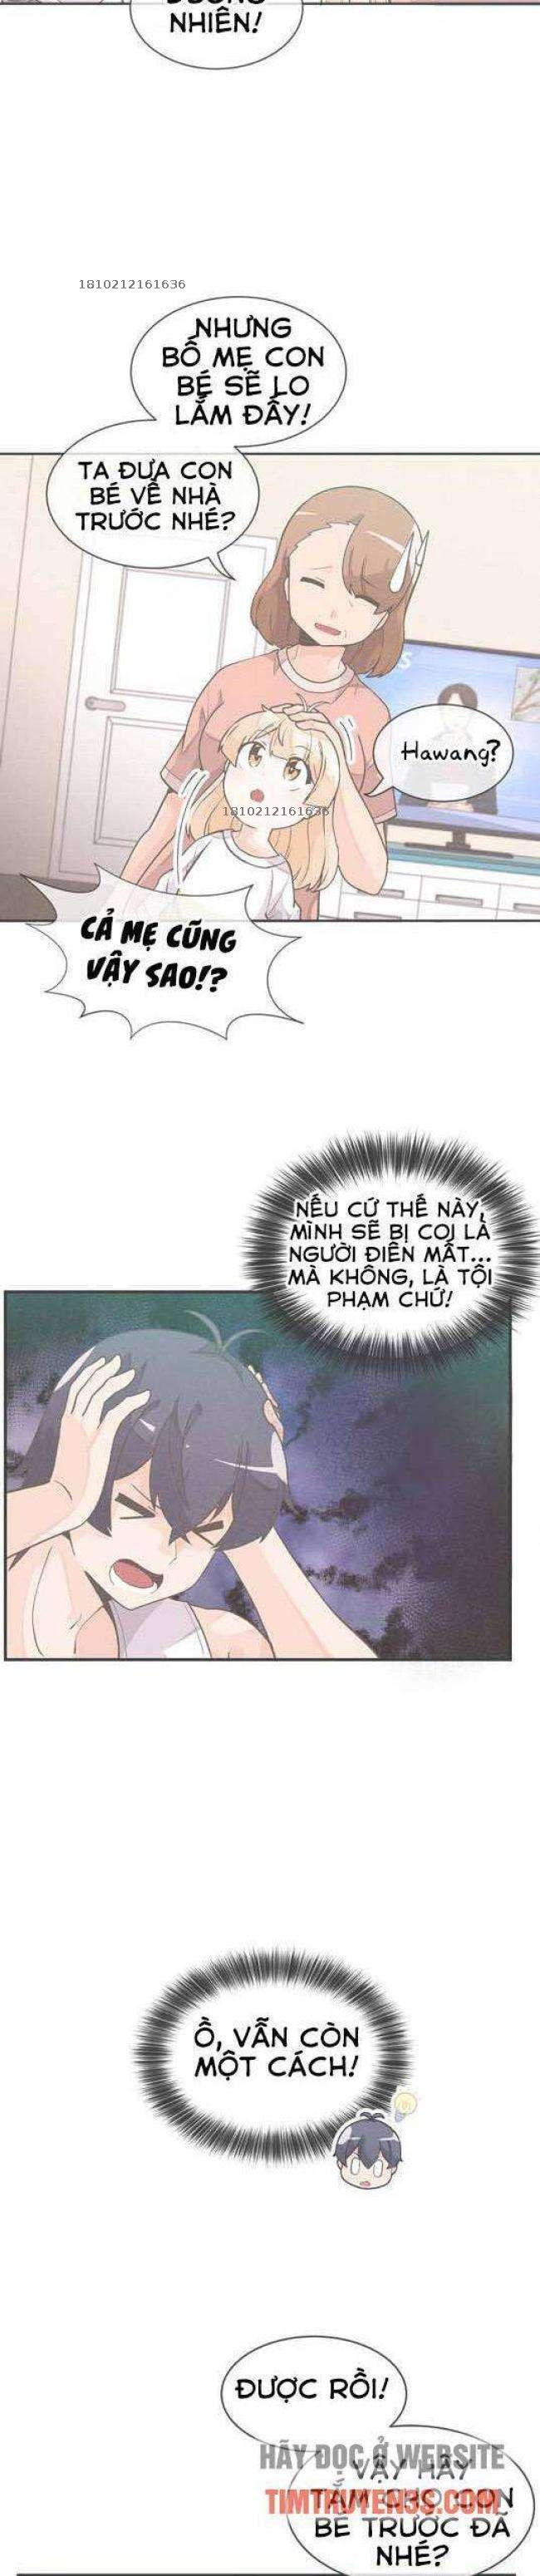 NHIÊN!
1810212161636
NHƯNG
BỐ MẸ CON
BÉ SẼ LO
LẮM ĐẤY!
TA ĐƯA CON
BÉ VỀ NHÀ
TRƯỚC NHÉ?
S
Hawang?
1810212161636
CẢ MẸ CŨNG
VẬY SAO!?
NẾU CỨ THẾ NÀY,
MÌNH SẼ BỊ COI LÀ
NGƯỜI ĐIÊN MẤT...
MÀ KHÔNG, LÀ TỘI
PHẠM CHỨ!
Ồ, VẪN CÒN
MỘT CÁCH!
ĐƯỢC RỒI!
HÃY ĐỌC Ở WEBSITE
VẬY HÃY
TẮM CHO CON
TIMTRUYEN3S.COM
BÉ TRƯỚC ĐÃ
NHÉ?